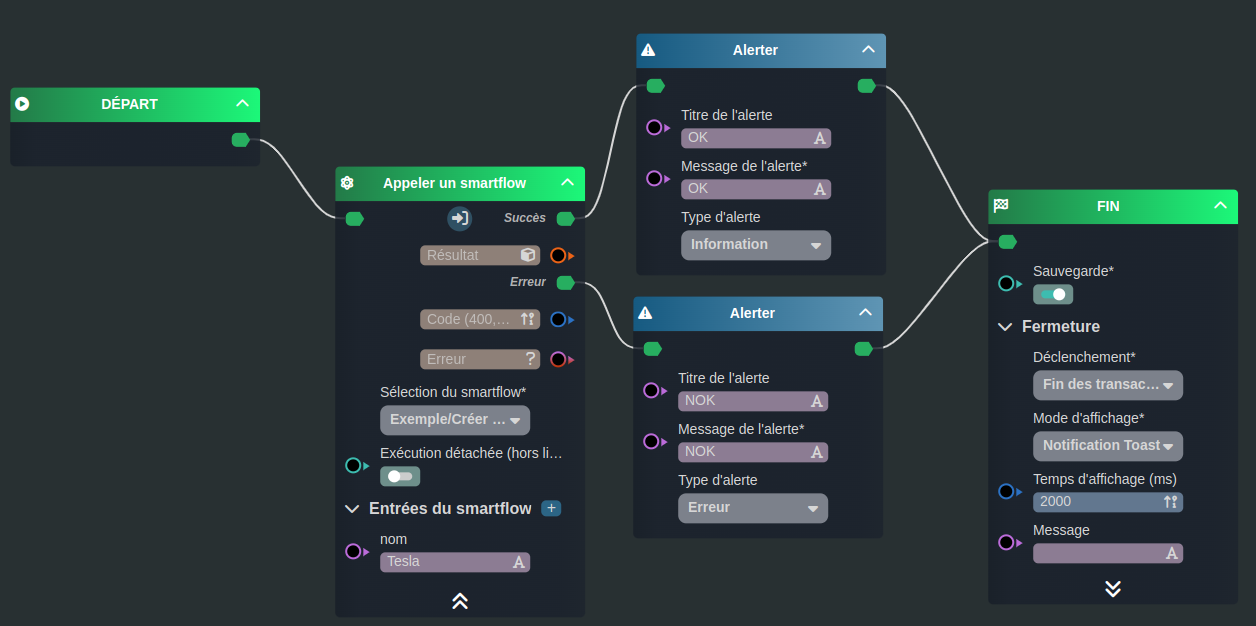 DÉPART
Appeler un smartflow
Succès
Résultat
Erreur
Code (400,...
Erreur
?
Sélection du smartflow*
Exemple/Créer ...
Exécution détachée (hors li...
Entrées du smartflow
+
nom
Tesla
Alerter
Titre de l'alerte
OK
Message de l'alerte*
OK
Type d'alerte
Information
Alerter
Titre de l'alerte
NOK
Message de l'alerte*
NOK
Type d'alerte
Erreur
FIN
Sauvegarde*
Fermeture
Déclenchement*
Fin des transac...
Mode d'affichage*
Notification Toast
Temps d'affichage (ms)
2000
Message